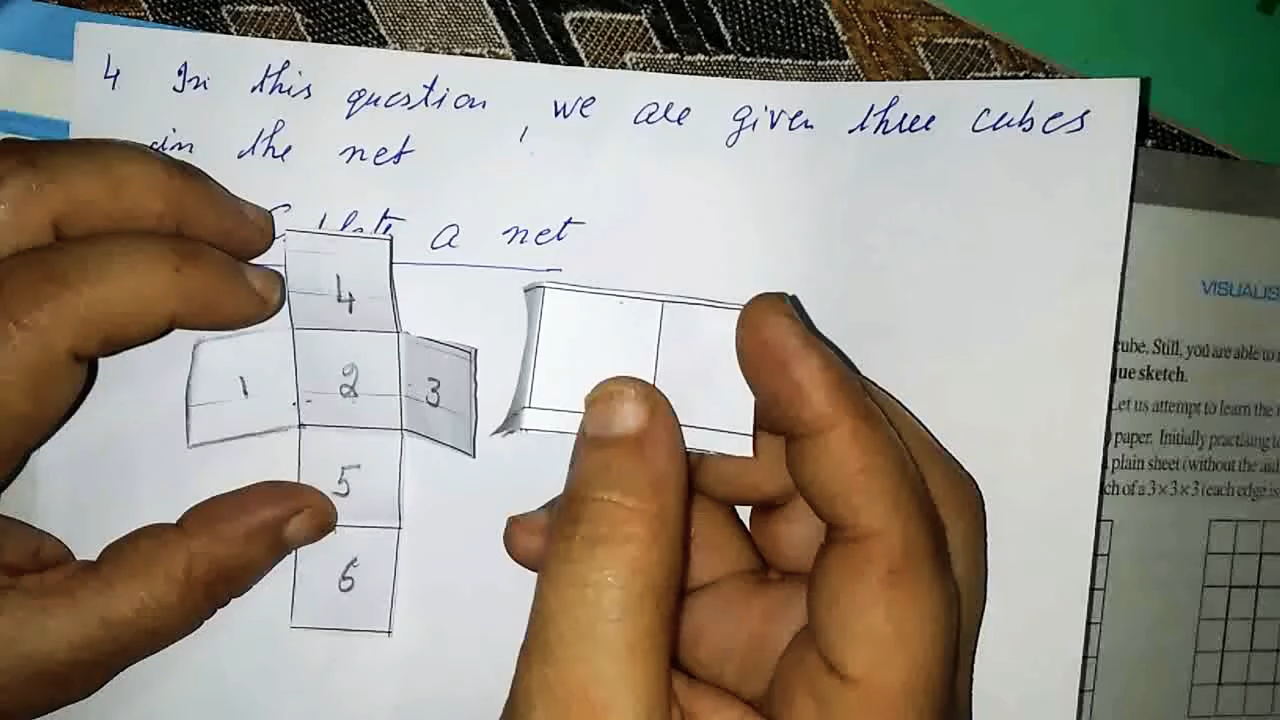 4 In this question, we are given three cubes
in the net
a net
4
1 2 3
5
6
VISUALIS
cube. Still, you are able to
que sketch.
Let us attempt to learn the
paper. Initially practising
plain sheet (without the
ch of a 3×3×3 (each edge is